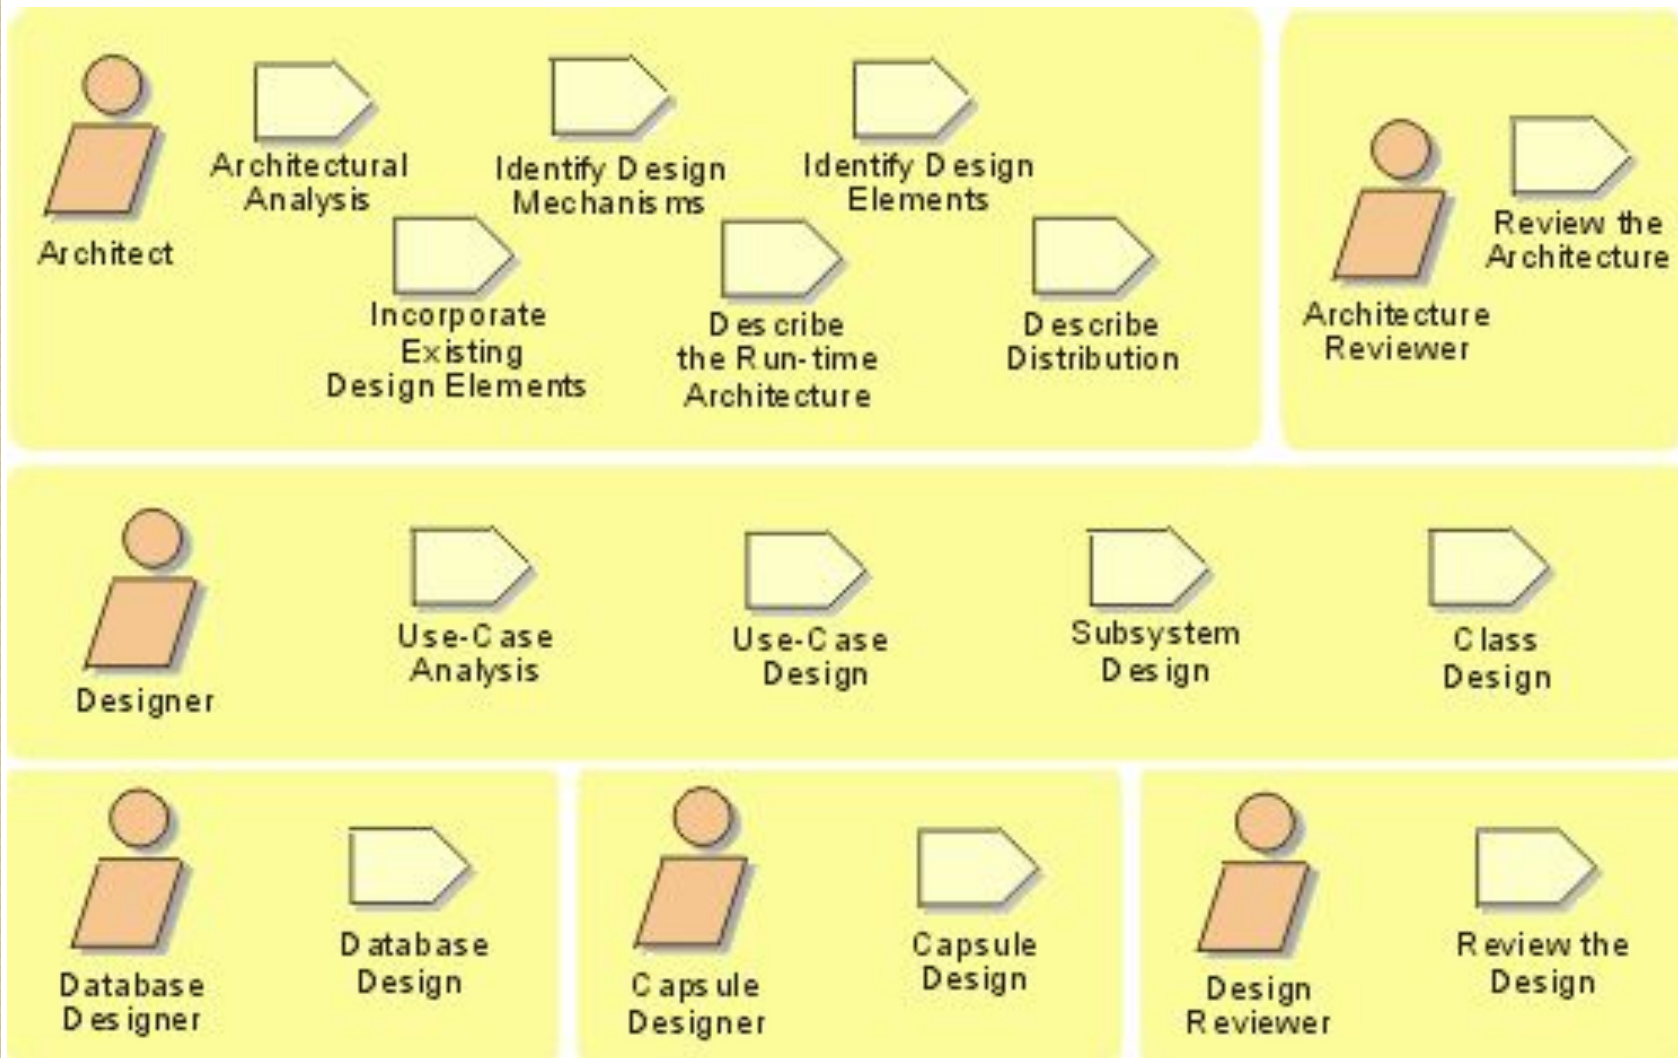 Architect
Architectural
Analysis
Identify Design
Mechanisms
Identify Design
Elements
Incorporate
Existing
Design Elements
Describe
the Run-time
Architecture
Describe
Distribution
Architecture
Reviewer
Review the
Architecture
Designer
Use-Case
Analysis
Use-Case
Design
Subsystem
Design
Class
Design
Database
Designer
Database
Design
Capsule
Designer
Capsule
Design
Design
Reviewer
Review the
Design